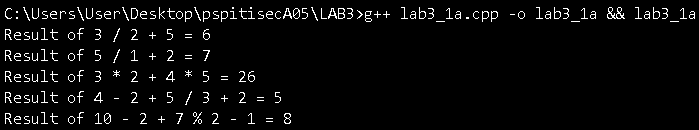 C:\Users\User\Desktop\pspitisecA05\LAB3>g++ lab3_1a.cpp -o lab3_1a && lab3_1a
Result of 3 / 2 + 5 = 6
Result of 5 / 1 + 2 = 7
Result of 3 * 2 + 4 * 5 = 26
Result of 4 - 2 + 5 / 3 + 2 = 5
Result of 10 - 2 + 7 % 2 - 1 = 8